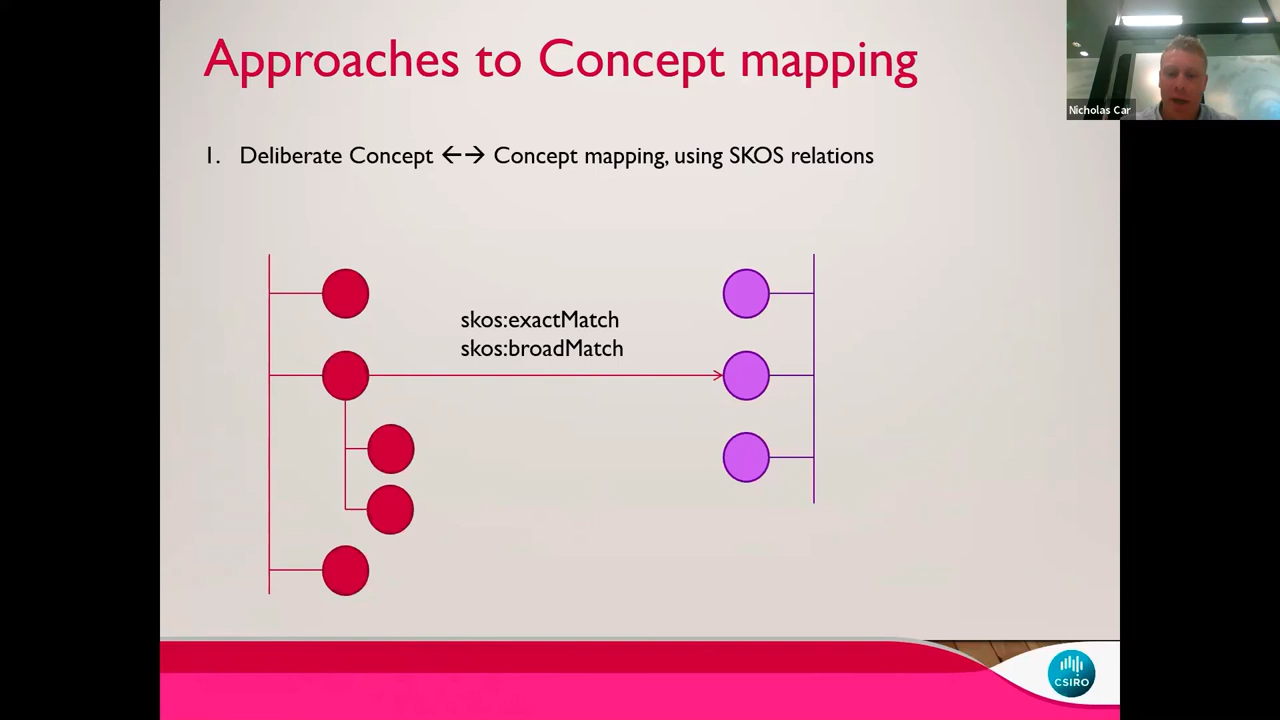 Approaches to Concept mapping
Nicholas Car
1. Deliberate Concept ←→ Concept mapping, using SKOS relations
skos:exactMatch
skos:broadMatch
CSIRO